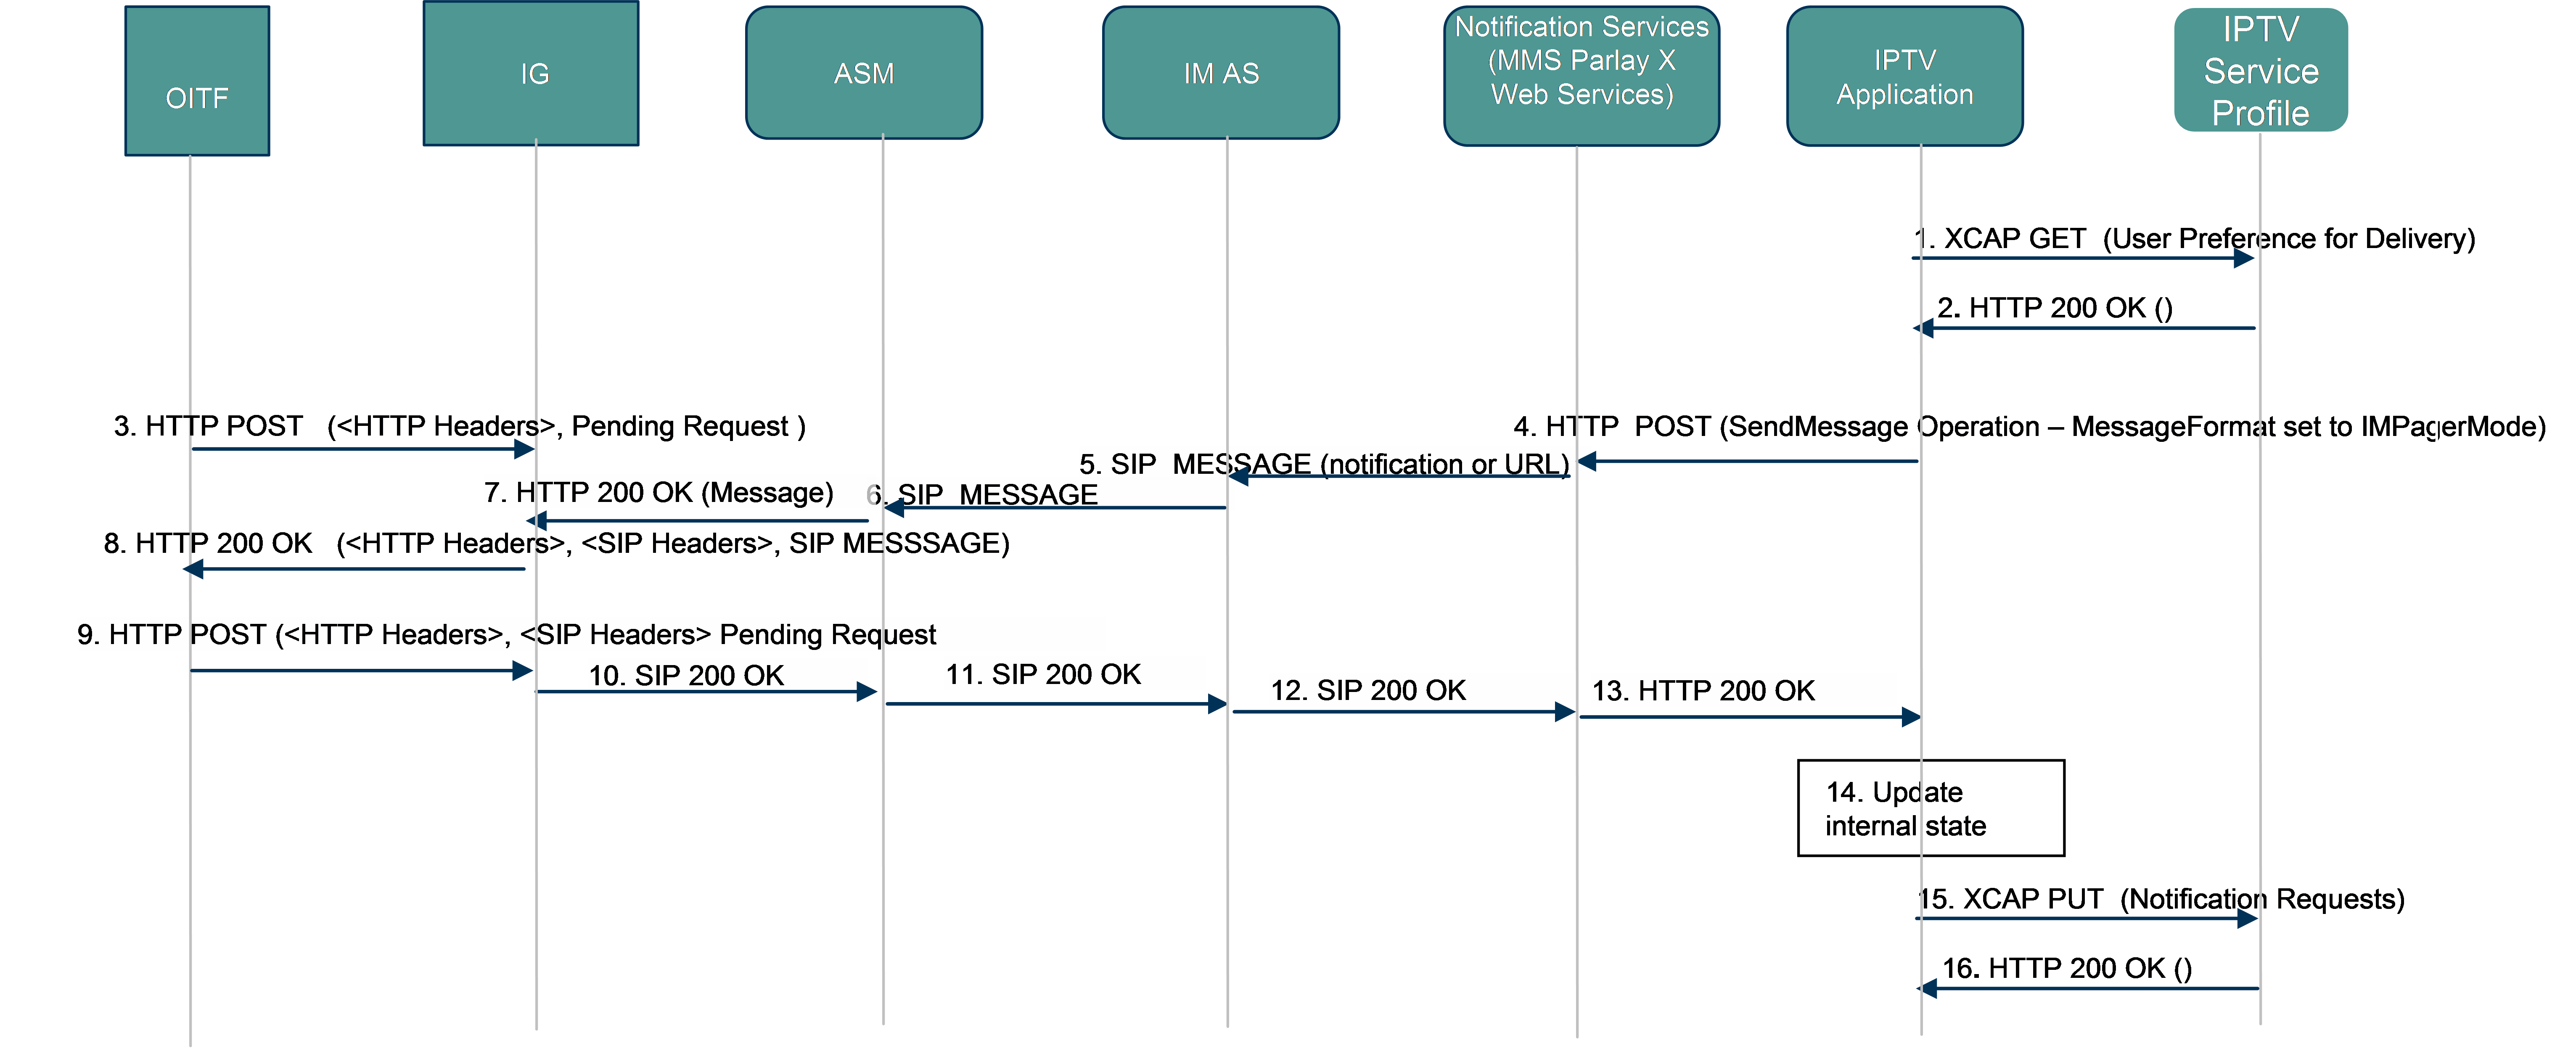 OITF
IG
ASM
IM AS
Notification Services
(MMS Parlay X
Web Services)
IPTV
Application
IPTV
Service
Profile
1. XCAP GET (User Preference for Delivery)
2. HTTP 200 OK ()
3. HTTP POST (<HTTP Headers>, Pending Request )
4. HTTP POST (SendMessage Operation – MessageFormat set to IMPagerMode)
5. SIP MESSAGE (notification or URL)
6. SIP MESSAGE
7. HTTP 200 OK (Message)
8. HTTP 200 OK (<HTTP Headers>, <SIP Headers>, SIP MESSSAGE)
9. HTTP POST (<HTTP Headers>, <SIP Headers> Pending Request
10. SIP 200 OK
11. SIP 200 OK
12. SIP 200 OK
13. HTTP 200 OK
14. Update
internal state
15. XCAP PUT (Notification Requests)
16. HTTP 200 OK ()